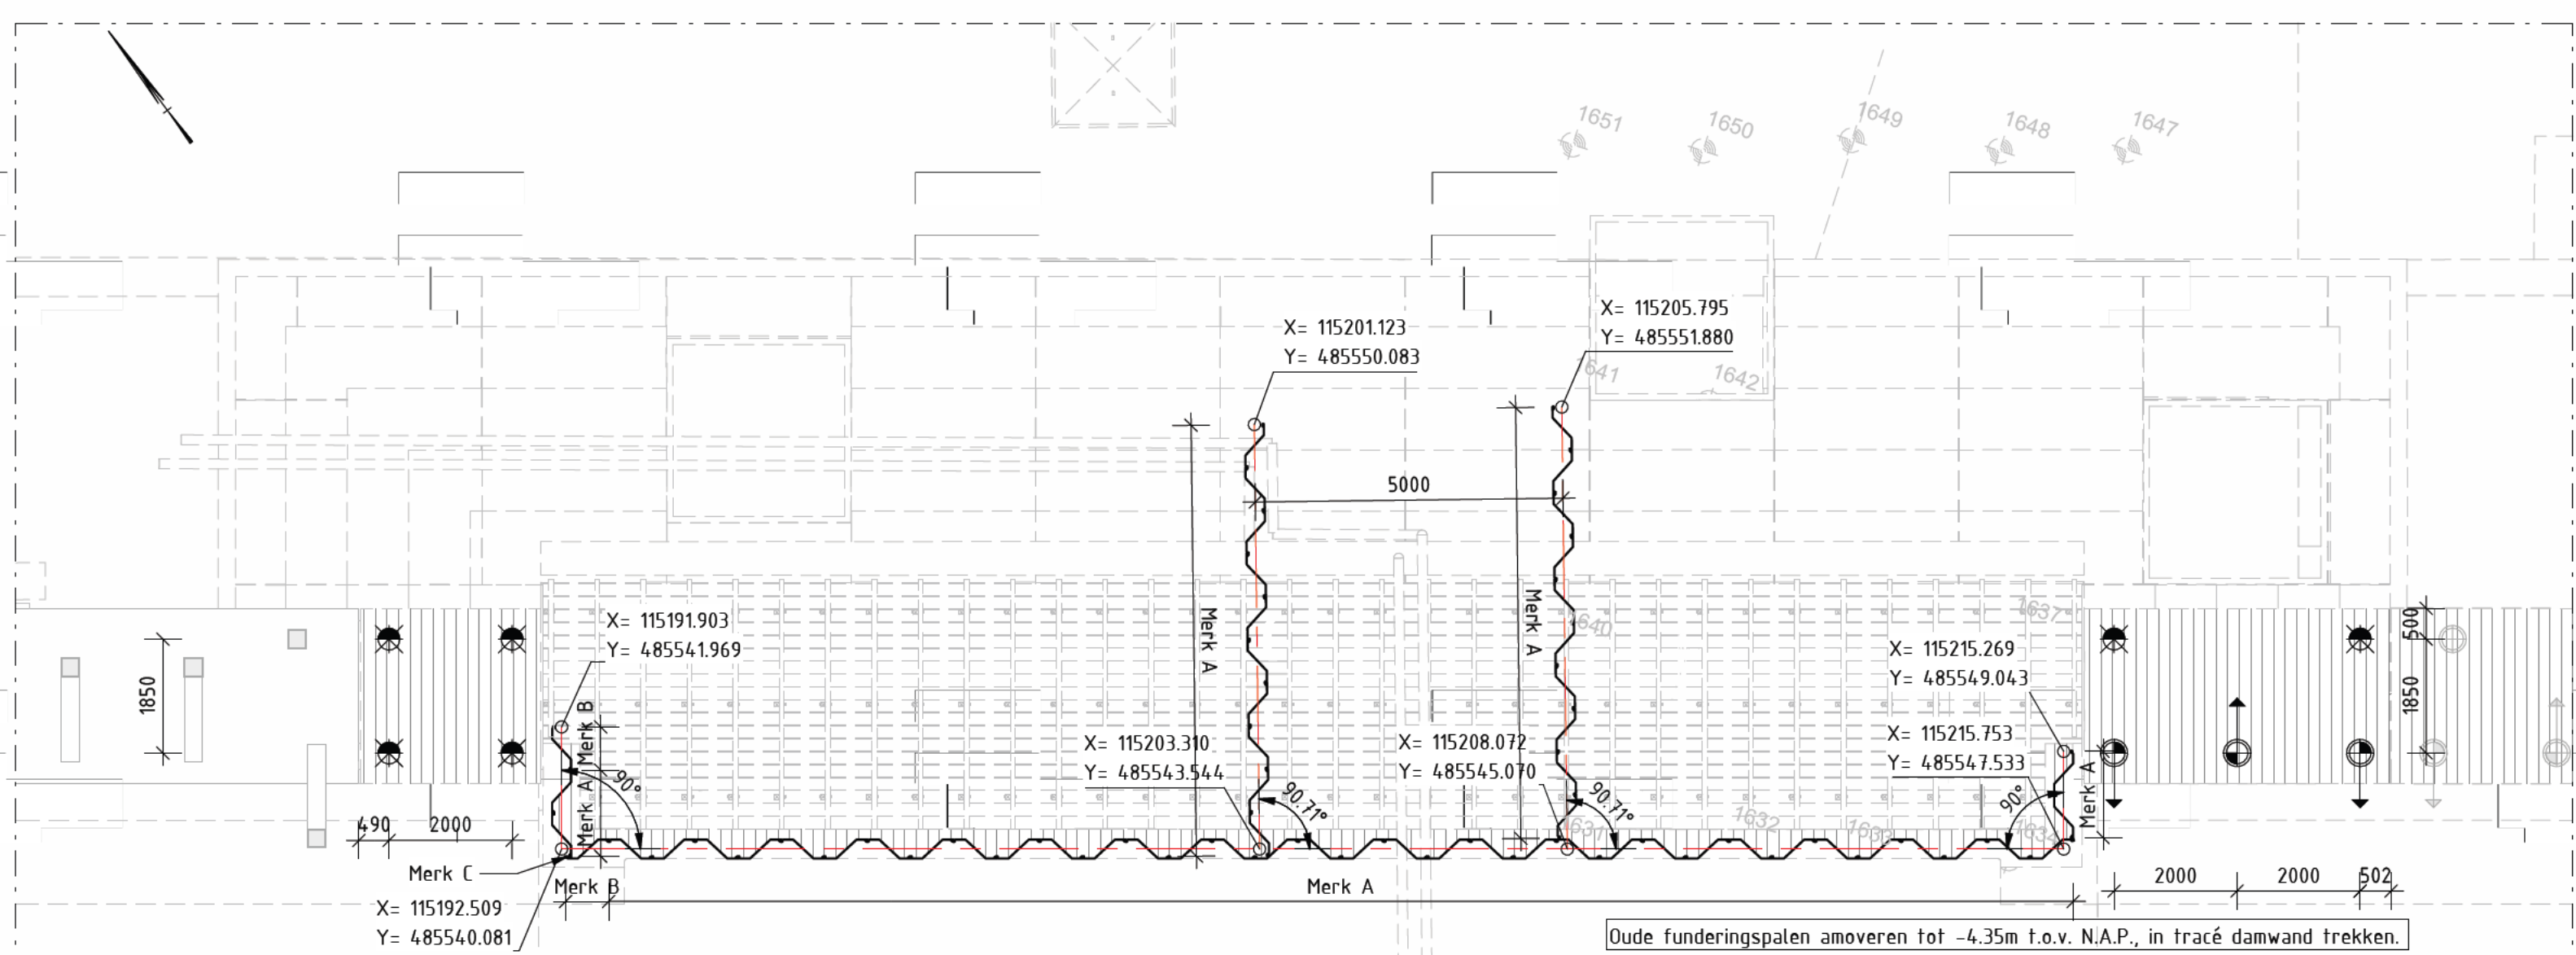 1651
1650
1649
1648
1647
X= 115205.795
Y= 485551.880
X= 115201.123
Y= 485550.083
1641
1642
5000
X= 115191.903
Y= 485541.969
Merk A
Merk A
1640
1637
500
X= 115215.269
Y= 485549.043
1850
1850
Merk B
Merk A
90°
X= 115203.310
Y= 485543.544
X= 115208.072
Y= 485545.070
X= 115215.753
Y= 485547.533
90.71°
90.71°
90°
Merk A
490
2000
1631
1632
1633
1634
Merk C
Merk B
Merk A
2000
2000
502
X= 115192.509
Y= 485540.081
Oude funderingspalen amoveren tot -4.35m t.o.v. N.A.P., in tracé damwand trekken.